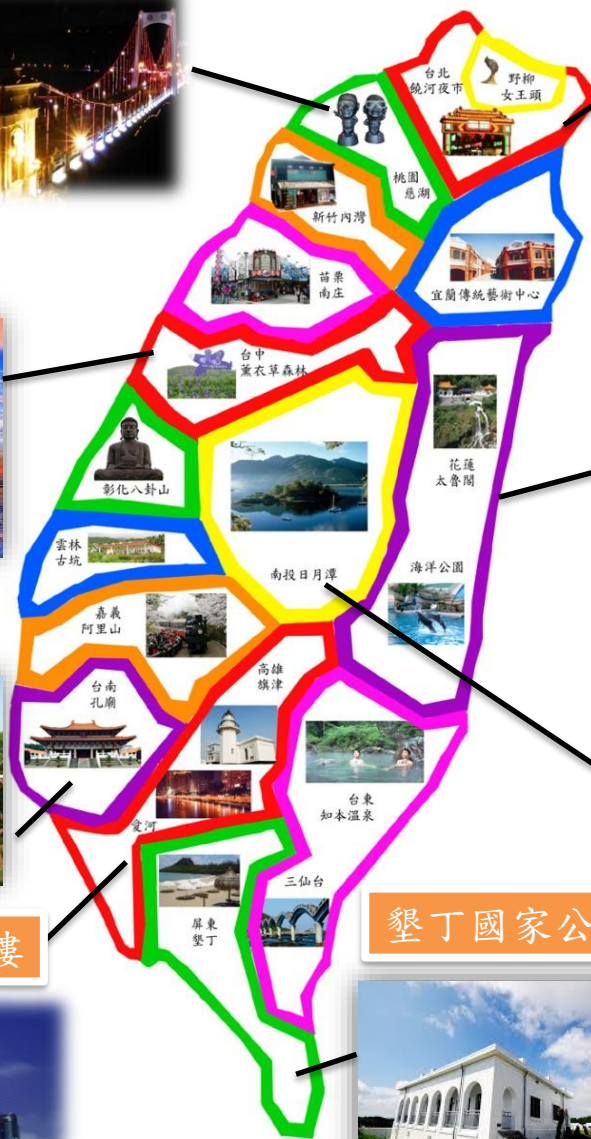 台北
饒河夜市
野柳
女王頭
桃園
慈湖
新竹內灣
宜蘭傳統藝術中心
苗栗
南庄
台中
薰衣草森林
花蓮
太魯閣
彰化八卦山
雲林
古坑
南投日月潭
海洋公園
嘉義
阿里山
高雄
旗津
台南
孔廟
台東
知本溫泉
愛河
三仙台
屏東
墾丁
樓
墾丁國家公